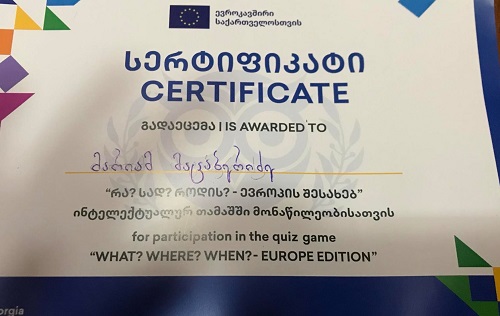 ევროკავშირი
საქართველოსთვის
ᲡᲔᲠᲢᲘᲤᲘᲙᲐᲢᲘ
CERTIFICATE
გადაეცემა | IS AWARDED TO
მარიამ
“ᲠᲐ? ᲡᲐᲓ? ᲠᲝᲓᲘᲡ? - ᲔᲕᲠᲝᲞᲘᲡ ᲨᲔᲡᲐᲮᲔᲑ”
ინტელექტუალურ თამაშში მონაწილეობისათვის
for participation in the quiz game
“WHAT? WHERE? WHEN?- EUROPE EDITION”